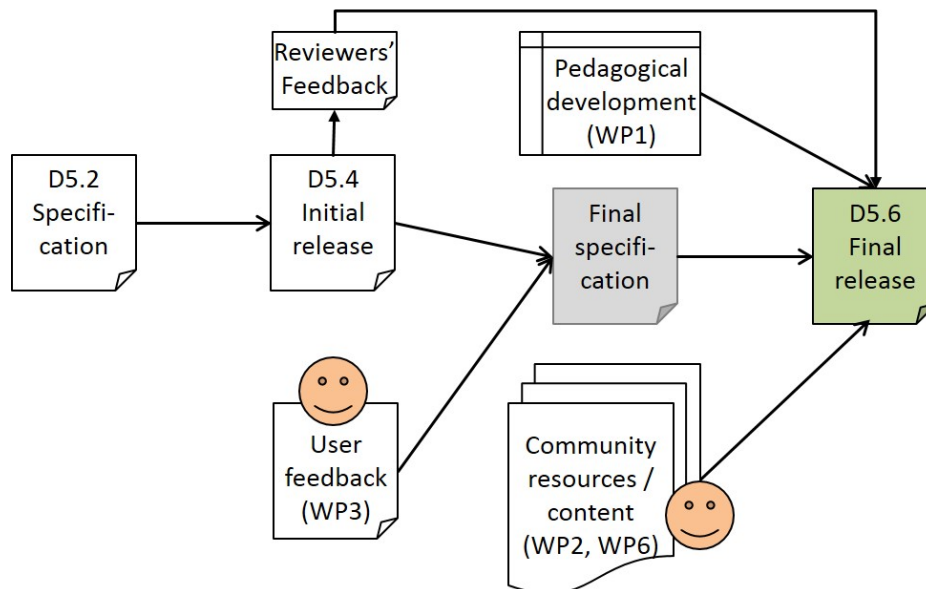 Reviewers’
Feedback
Pedagogical
development
(WP1)
D5.2
Specifi-
cation
D5.4
Initial
release
Final
specifi-
cation
D5.6
Final
release
User
feedback
(WP3)
Community
resources /
content
(WP2, WP6)